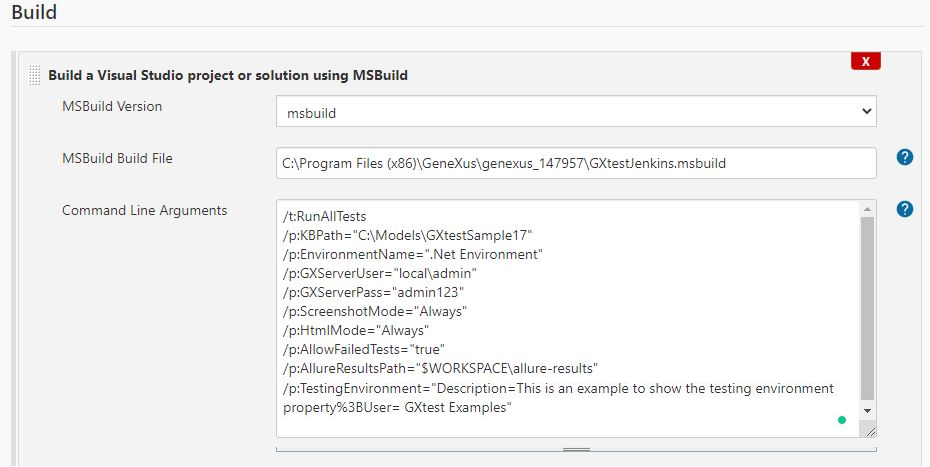 Build
X
Build a Visual Studio project or solution using MSBuild
MSBuild Version
msbuild
MSBuild Build File
C:\Program Files (x86)\GeneXus\genexus_147957\GXtestJenkins.msbuild
?
Command Line Arguments
?
/t:RunAllTests
/p:KBPath="C:\Models\GXtestSample17"
/p:EnvironmentName=".Net Environment"
/p:GXServerUser="local\admin"
/p:GXServerPass="admin123"
/p:ScreenshotMode="Always"
/p:HtmlMode="Always"
/p:AllowFailedTests="true"
/p:AllureResultsPath="$WORKSPACE\allure-results"
/p:TestingEnvironment="Description=This is an example to show the testing environment
property%3BUser= GXtest Examples"